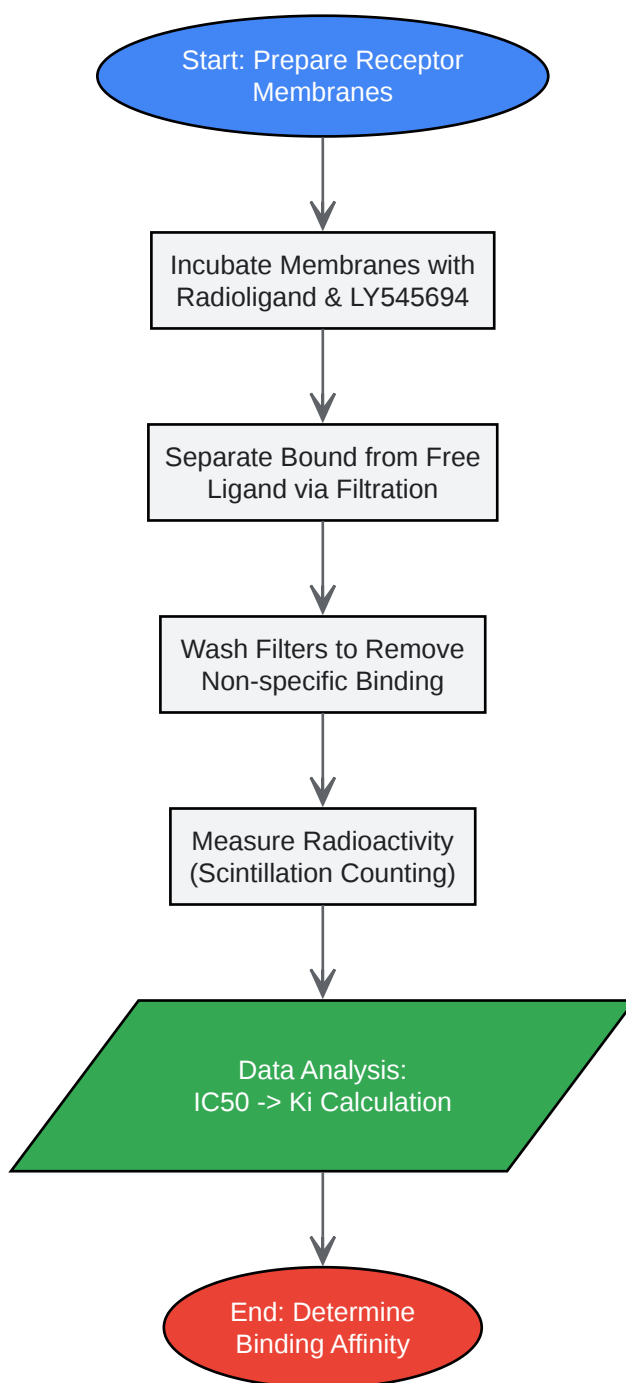 Start: Prepare Receptor
Membranes
Incubate Membranes with
Radioligand & LY545694
Separate Bound from Free
Ligand via Filtration
Wash Filters to Remove
Non-specific Binding
Measure Radioactivity
(Scintillation Counting)
Data Analysis:
IC50 -> Ki Calculation
End: Determine
Binding Affinity